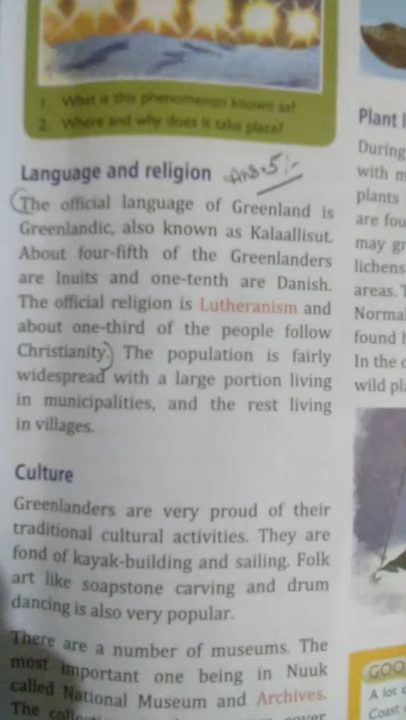 1. What is this phenomenon known as?
2. Where and why does it take place?
Language and religion Ans.5:-
The official language of Greenland is
Greenlandic, also known as Kalaallisut.
About four-fifth of the Greenlanders
are Inuits and one-tenth are Danish.
The official religion is Lutheranism and
about one-third of the people follow
Christianity. The population is fairly
widespread with a large portion living
in municipalities, and the rest living
in villages.
Culture
Greenlanders are very proud of their
traditional cultural activities. They are
fond of kayak-building and sailing. Folk
art like soapstone carving and drum
dancing is also very popular.
There are a number of museums. The
most important one being in Nuuk
called National Museum and Archives.
The
Plant
During
with
plants
are
may
lichens
areas.
found
In the
wild
GOO
A lot
Coast